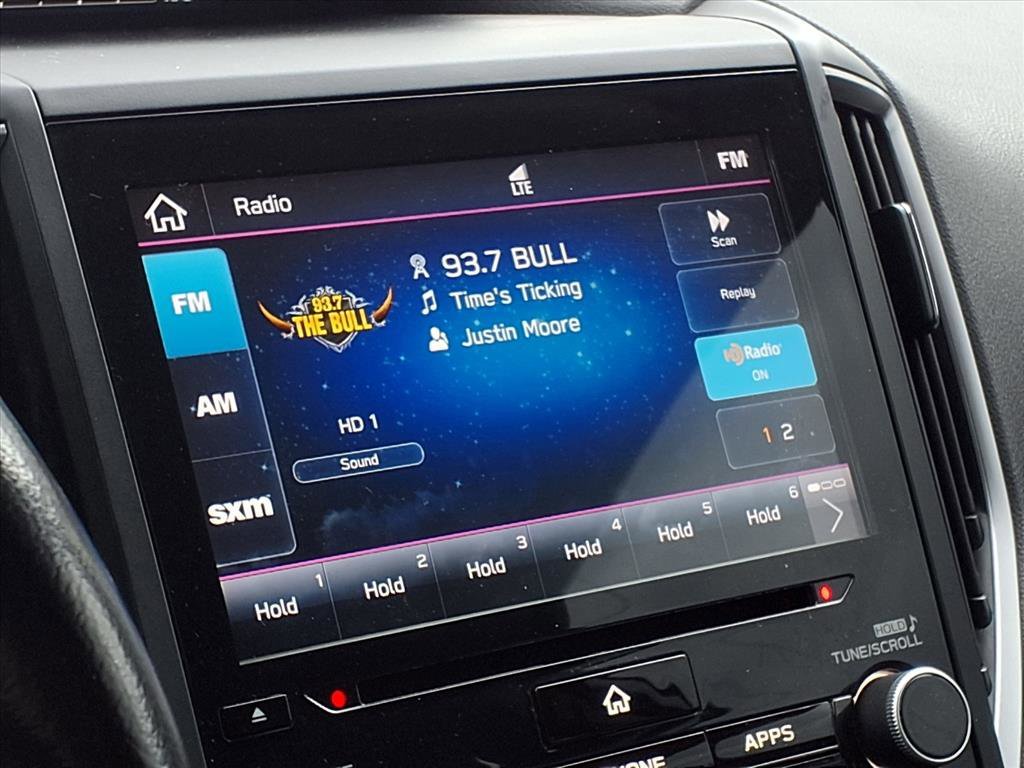 Radio
LTE
FM
FM
AM
sxm
93.7
THE BULL
93.7 BULL
Time's Ticking
Justin Moore
HD 1
Sound
Scan
Replay
HD Radio
ON
1 2
1 Hold
2 Hold
3 Hold
4 Hold
5 Hold
6 Hold
HOLD
TUNE/SCROLL
APPS